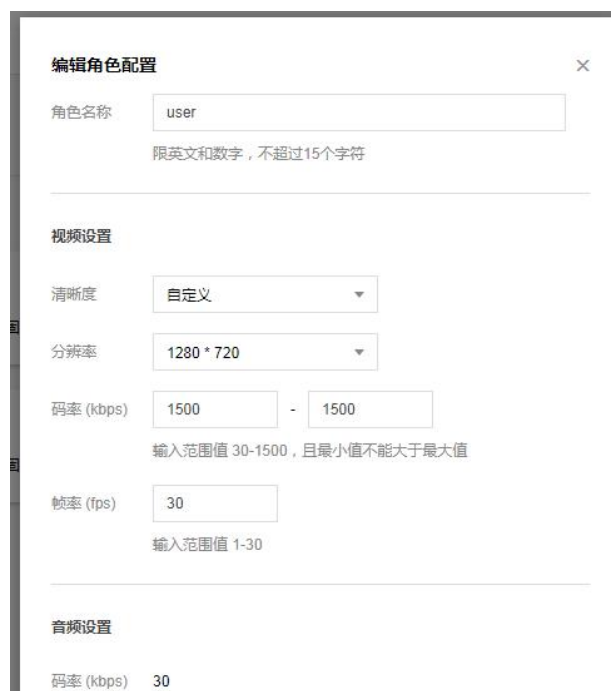 编辑角色配置 ×
角色名称 user
限英文和数字，不超过15个字符
视频设置
清晰度 自定义
分辨率 1280 * 720
码率 (kbps) 1500 - 1500
输入范围值 30-1500，且最小值不能大于最大值
帧率 (fps) 30
输入范围值 1-30
音频设置
码率 (kbps) 30